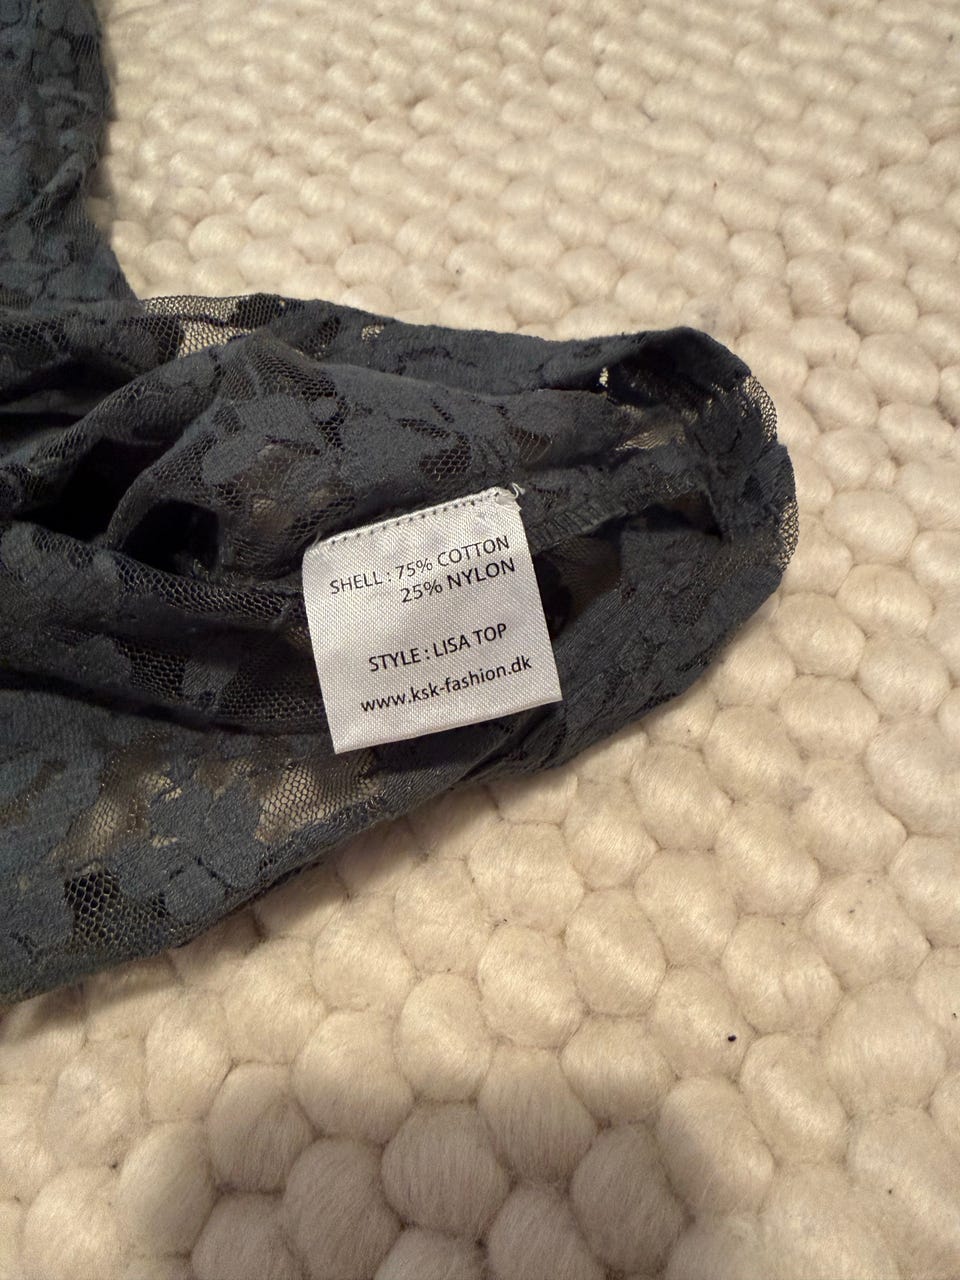 SHELL : 75% COTTON
25% NYLON
STYLE : LISA TOP
www.ksk-fashion.dk